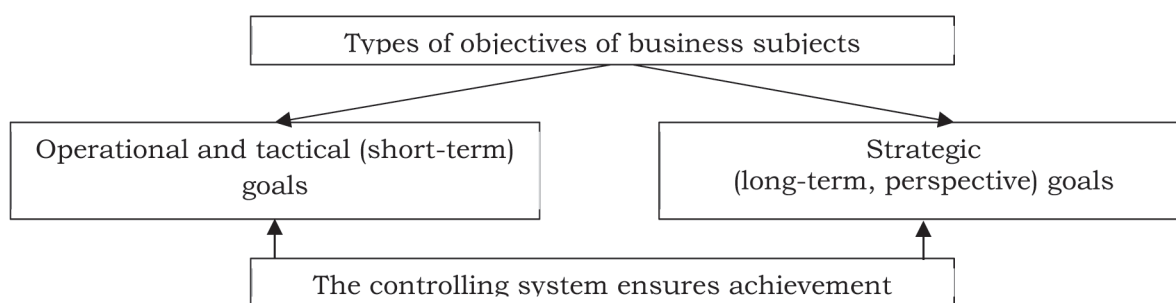 Types of objectives of business subjects
Operational and tactical (short-term)
goals
Strategic
(long-term, perspective) goals
The controlling system ensures achievement